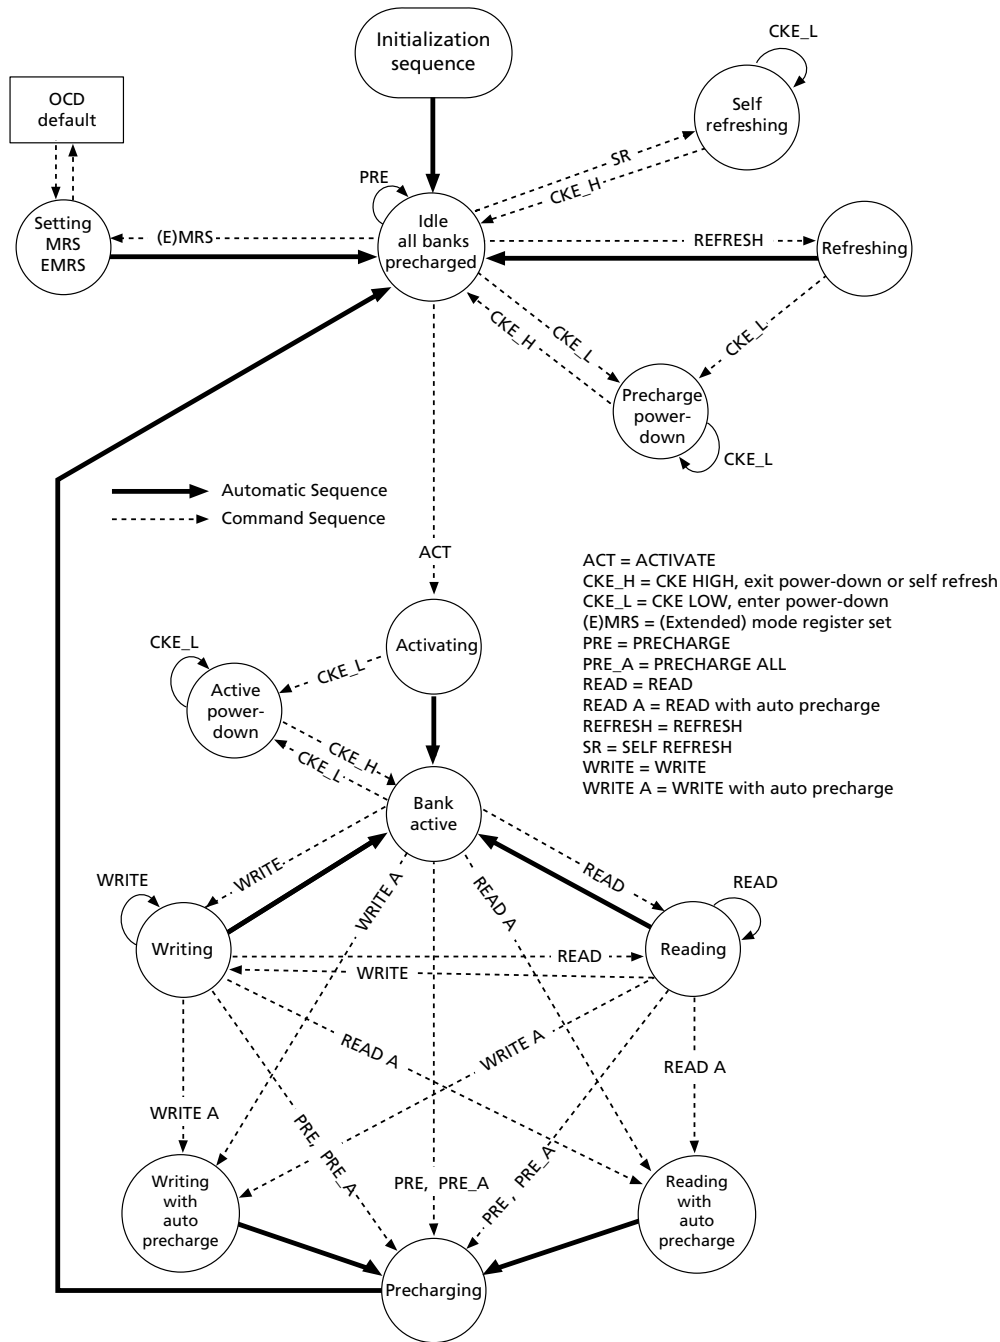 Initialization
sequence
CKE_L
OCD
default
Self
refreshing
SR
CKE_H
PRE
Setting
MRS
EMRS
(E)MRS
Idle
all banks
precharged
REFRESH
Refreshing
CKE_L
CKE_H
CKE_L
Precharge
power-
down
CKE_L
Automatic Sequence
Command Sequence
ACT
ACT = ACTIVATE
CKE_H = CKE HIGH, exit power-down or self refresh
CKE_L = CKE LOW, enter power-down
(E)MRS = (Extended) mode register set
PRE = PRECHARGE
PRE_A = PRECHARGE ALL
READ = READ
READ A = READ with auto precharge
REFRESH = REFRESH
SR = SELF REFRESH
WRITE = WRITE
WRITE A = WRITE with auto precharge
Activating
CKE_L
CKE_L
Active
power-
down
CKE_H
CKE_L
Bank
active
WRITE
WRITE
WRITE A
READ A
READ
READ
Writing
READ
WRITE
Reading
READ A
WRITE A
READ A
WRITE A
PRE, PRE_A
PRE, PRE_A
PRE, PRE_A
Writing
with
auto
precharge
Reading
with
auto
precharge
Precharging